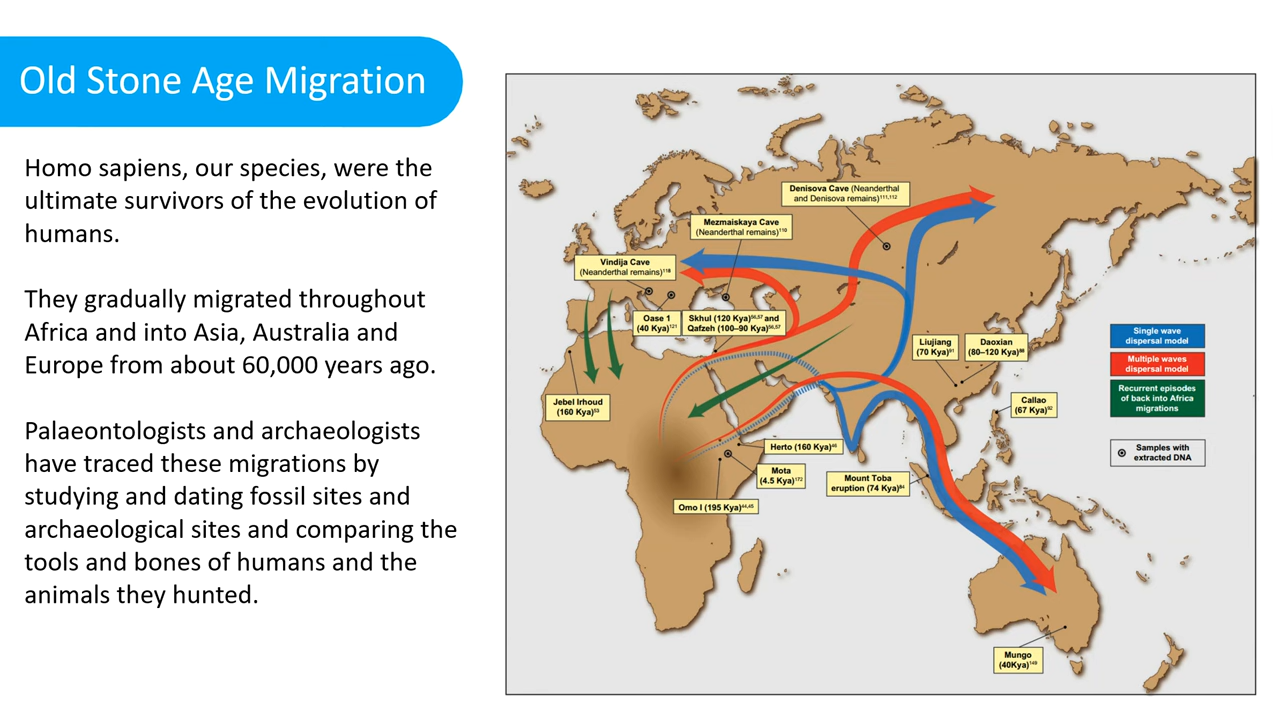 Old Stone Age Migration
Homo sapiens, our species, were the
ultimate survivors of the evolution of
humans.
They gradually migrated throughout
Africa and into Asia, Australia and
Europe from about 60,000 years ago.
Palaeontologists and archaeologists
have traced these migrations by
studying and dating fossil sites and
archaeological sites and comparing the
tools and bones of humans and the
animals they hunted.
Denisova Cave (Neanderthal
and Denisova remains)111,112
Mezmaiskaya Cave
(Neanderthal remains)110
Vindija Cave
(Neanderthal remains)118
Oase 1
(40 Kya)121
Skhul (120 Kya)56,57 and
Qafzeh (100–90 Kya)56,57
Liujiang
(70 Kya)91
Daoxian
(80–120 Kya)88
Single wave
dispersal model
Multiple waves
dispersal model
Recurrent episodes
of back into Africa
migrations
Jebel Irhoud
(160 Kya)53
Callao
(67 Kya)92
Herto (160 Kya)46
Samples with
extracted DNA
Mota
(4.5 Kya)172
Mount Toba
eruption (74 Kya)84
Omo I (195 Kya)44,45
Mungo
(40Kya)149